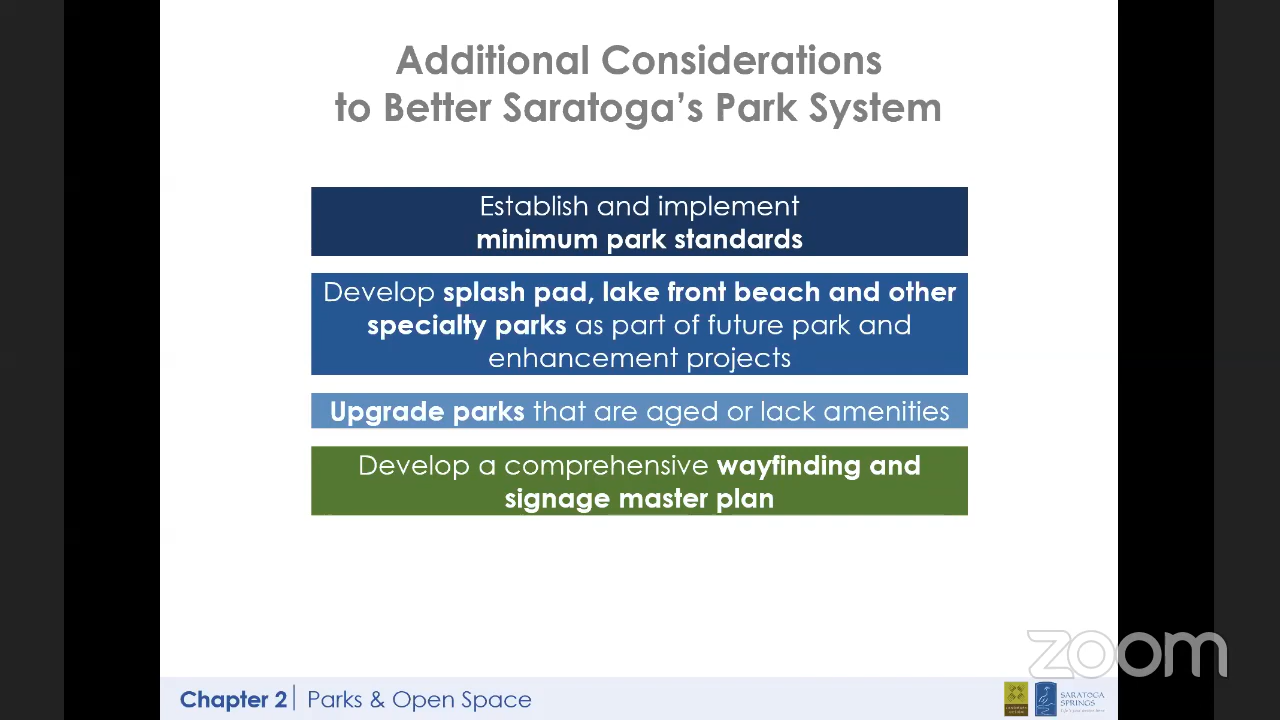 Additional Considerations
to Better Saratoga's Park System
Establish and implement
minimum park standards
Develop splash pad, lake front beach and other
specialty parks as part of future park and
enhancement projects
Upgrade parks that are aged or lack amenities
Develop a comprehensive wayfinding and
signage master plan
zoom
Chapter 2 | Parks & Open Space
SARATOGA
SPRINGS